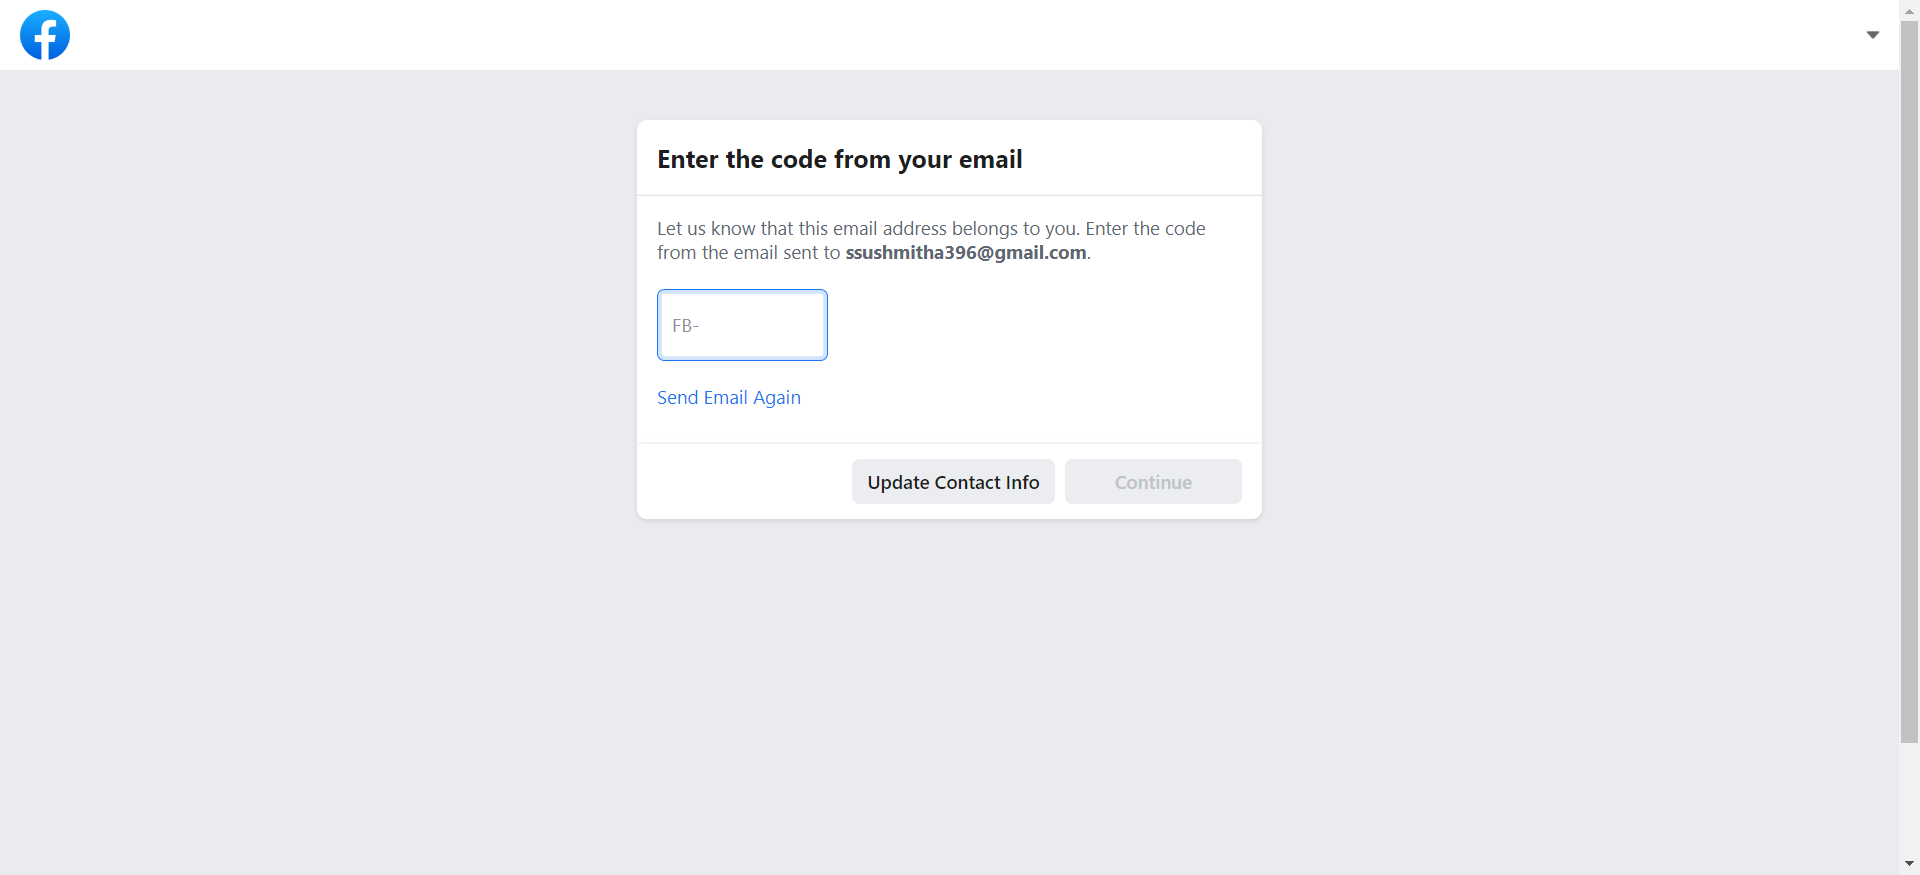 Enter the code from your email
Let us know that this email address belongs to you. Enter the code
from the email sent to ssushmitha396@gmail.com.
FB-
Send Email Again
Update Contact Info
Continue